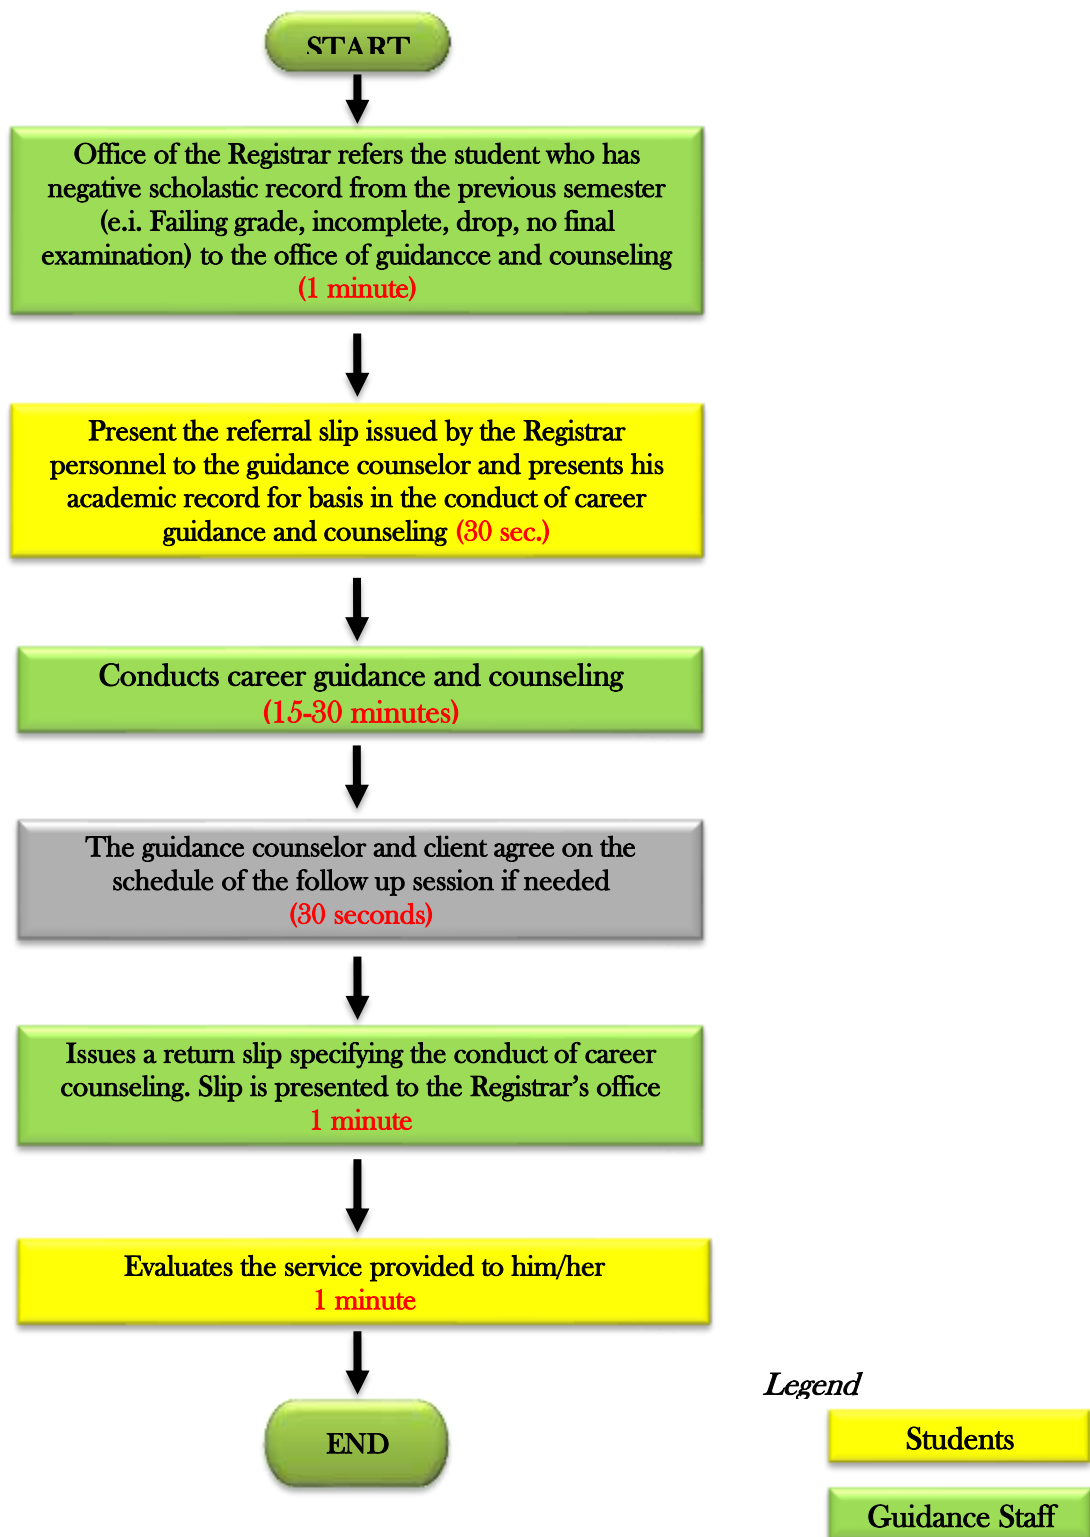 START
Office of the Registrar refers the student who has
negative scholastic record from the previous semester
(e.i. Failing grade, incomplete, drop, no final
examination) to the office of guidancce and counseling
(1 minute)
Present the referral slip issued by the Registrar
personnel to the guidance counselor and presents his
academic record for basis in the conduct of career
guidance and counseling (30 sec.)
Conducts career guidance and counseling
(15-30 minutes)
The guidance counselor and client agree on the
schedule of the follow up session if needed
(30 seconds)
Issues a return slip specifying the conduct of career
counseling. Slip is presented to the Registrar’s office
1 minute
Evaluates the service provided to him/her
1 minute
END
Legend
Students
Guidance Staff